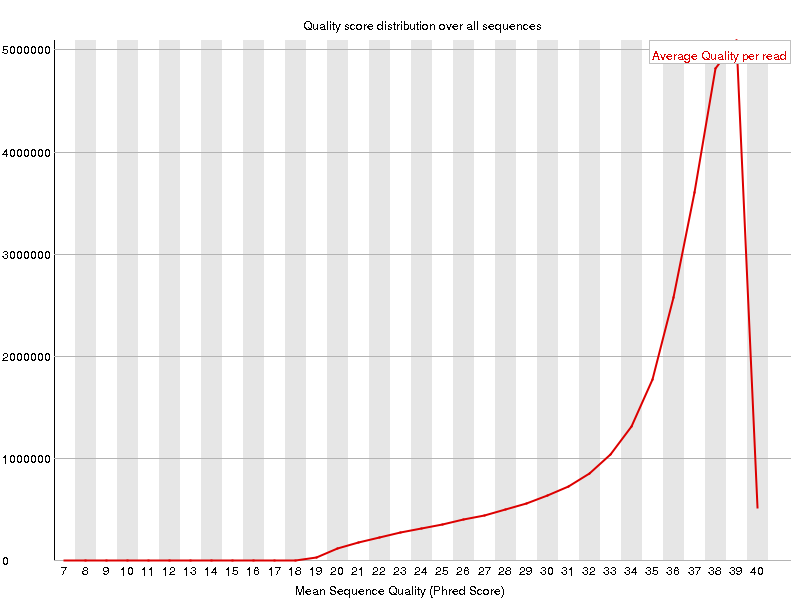 Quality score distribution over all sequences
Average Quality per read
5000000
4000000
3000000
2000000
1000000
0
7 8 9 10 11 12 13 14 15 16 17 18 19 20 21 22 23 24 25 26 27 28 29 30 31 32 33 34 35 36 37 38 39 40
Mean Sequence Quality (Phred Score)